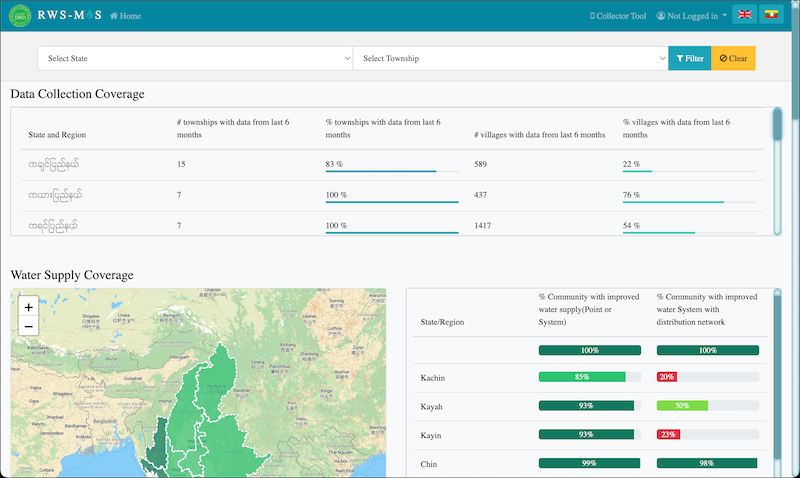 RWS-M S Home
Collector Tool Not Logged in
Select State
Select Township
Filter
Clear
Data Collection Coverage
State and Region
# townships with data from last 6
months
% townships with data from last 6
months
# villages with data from last 6 months
% villages with data from last 6
months
ကချင်ပြည်နယ် 15 83 % 589 22 %
ကယားပြည်နယ် 7 100 % 437 76 %
ကရင်ပြည်နယ် 7 100 % 1417 54 %
Water Supply Coverage
+
−
State/Region
% Community with improved
water supply(Point or
System)
% Community with improved
water System with
distribution network
100% 100%
Kachin 85% 20%
Kayah 93% 50%
Kayin 93% 23%
Chin 99% 98%